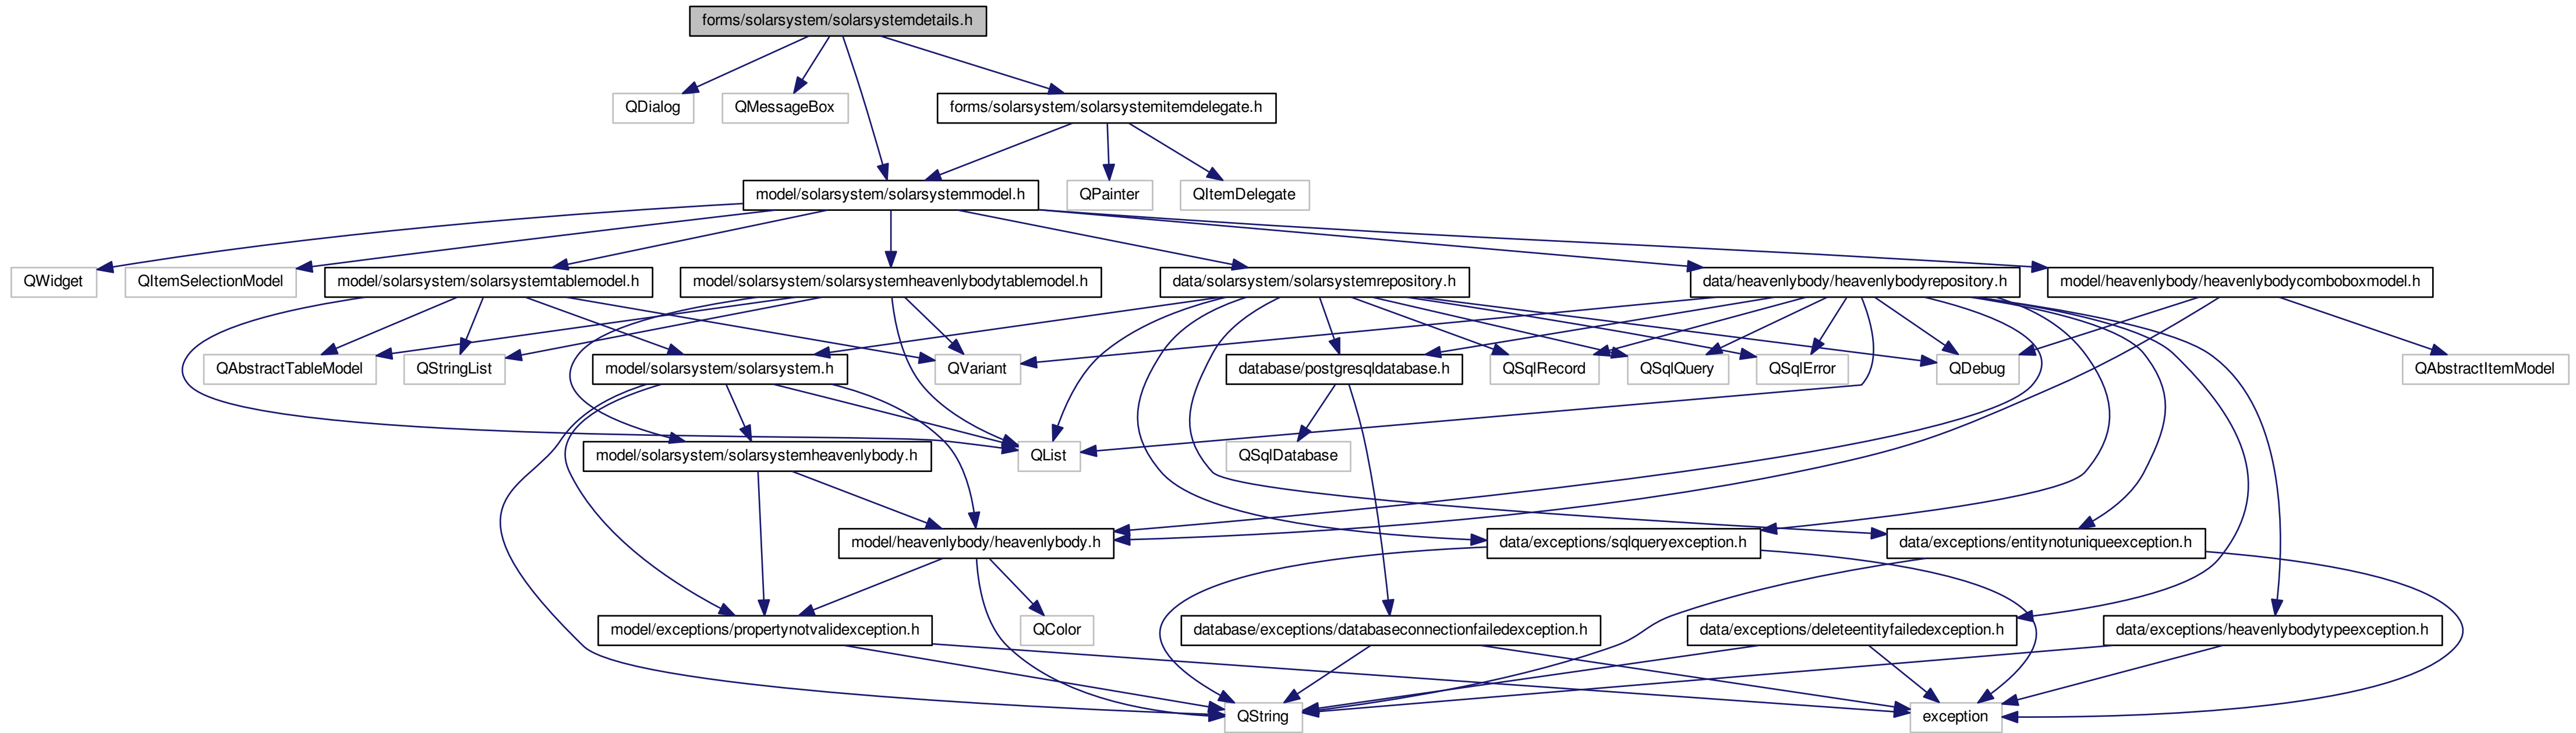 forms/solarsystem/solarsystemdetails.h
QDialog
QMessageBox
forms/solarsystem/solarsystemitemdelegate.h
model/solarsystem/solarsystemmodel.h
QPainter
QItemDelegate
QWidget
QItemSelectionModel
model/solarsystem/solarsystemtablemodel.h
model/solarsystem/solarsystemheavenlybodytablemodel.h
data/solarsystem/solarsystemrepository.h
data/heavenlybody/heavenlybodyrepository.h
model/heavenlybody/heavenlybodycomboboxmodel.h
QAbstractTableModel
QStringList
model/solarsystem/solarsystem.h
QVariant
database/postgresqldatabase.h
QSqlRecord
QSqlQuery
QSqlError
QDebug
QAbstractItemModel
model/solarsystem/solarsystemheavenlybody.h
QList
QSqlDatabase
model/heavenlybody/heavenlybody.h
data/exceptions/sqlqueryexception.h
data/exceptions/entitynotuniqueexception.h
model/exceptions/propertynotvalidexception.h
QColor
database/exceptions/databaseconnectionfailedexception.h
data/exceptions/deleteentityfailedexception.h
data/exceptions/heavenlybodytypeexception.h
QString
exception